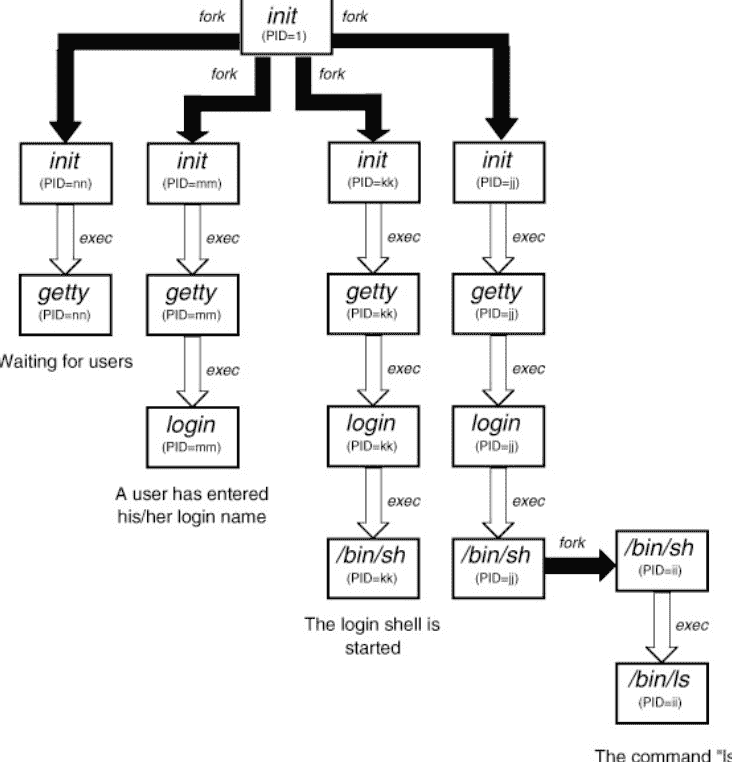 fork
init
fork
(PID=1)
fork
fork
init
(PID=nn)
init
(PID=mm)
init
(PID=kk)
init
(PID=jj)
exec
exec
exec
exec
getty
(PID=nn)
getty
(PID=mm)
getty
(PID=kk)
getty
(PID=jj)
Waiting for users
exec
exec
exec
login
(PID=mm)
login
(PID=kk)
login
(PID=jj)
A user has entered
his/her login name
exec
exec
/bin/sh
(PID=kk)
/bin/sh
(PID=jj)
fork
/bin/sh
(PID=ii)
The login shell is
started
exec
/bin/ls
(PID=ii)
The command "ls